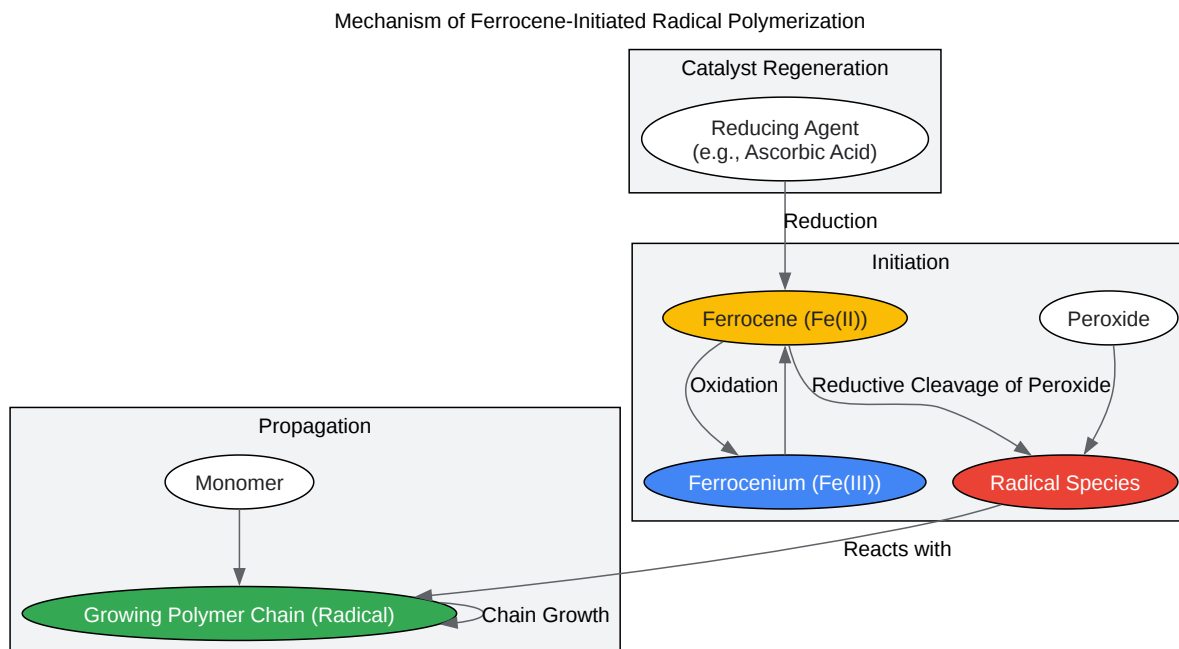 Mechanism of Ferrocene-Initiated Radical Polymerization
Catalyst Regeneration
Reducing Agent
(e.g., Ascorbic Acid)
Reduction
Initiation
Ferrocene (Fe(II))
Peroxide
Oxidation
Reductive Cleavage of Peroxide
Propagation
Monomer
Ferrocenium (Fe(III))
Radical Species
Reacts with
Growing Polymer Chain (Radical)
Chain Growth